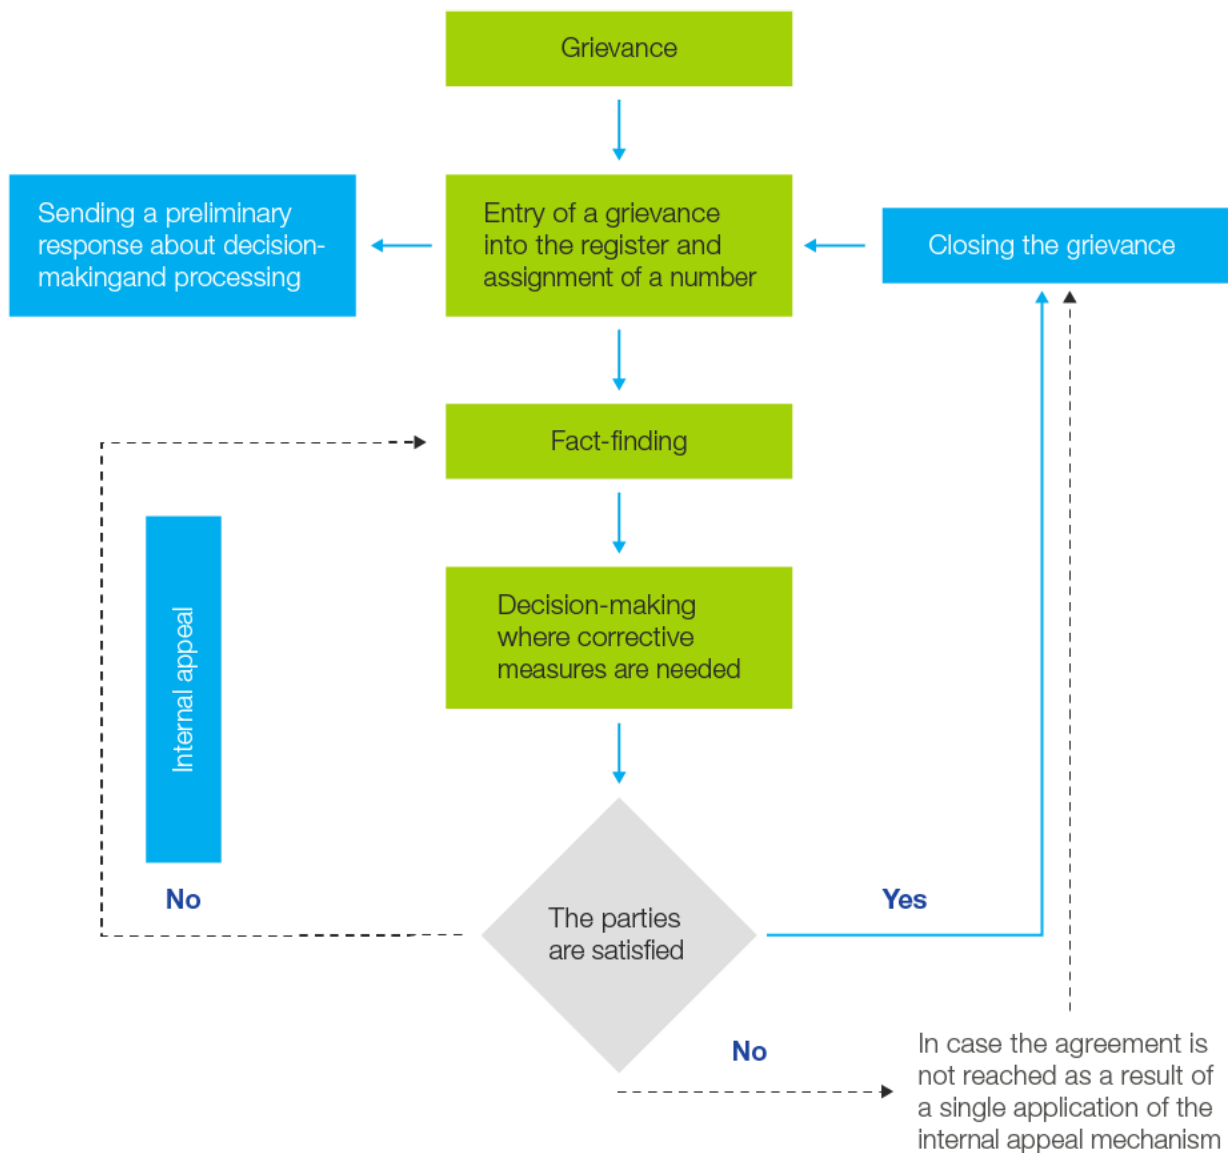 Grievance
Sending a preliminary
response about decision-
makingand processing
Entry of a grievance
into the register and
assignment of a number
Closing the grievance
Fact-finding
Internal appeal
Decision-making
where corrective
measures are needed
No
The parties
are satisfied
Yes
No
In case the agreement is
not reached as a result of
a single application of the
internal appeal mechanism